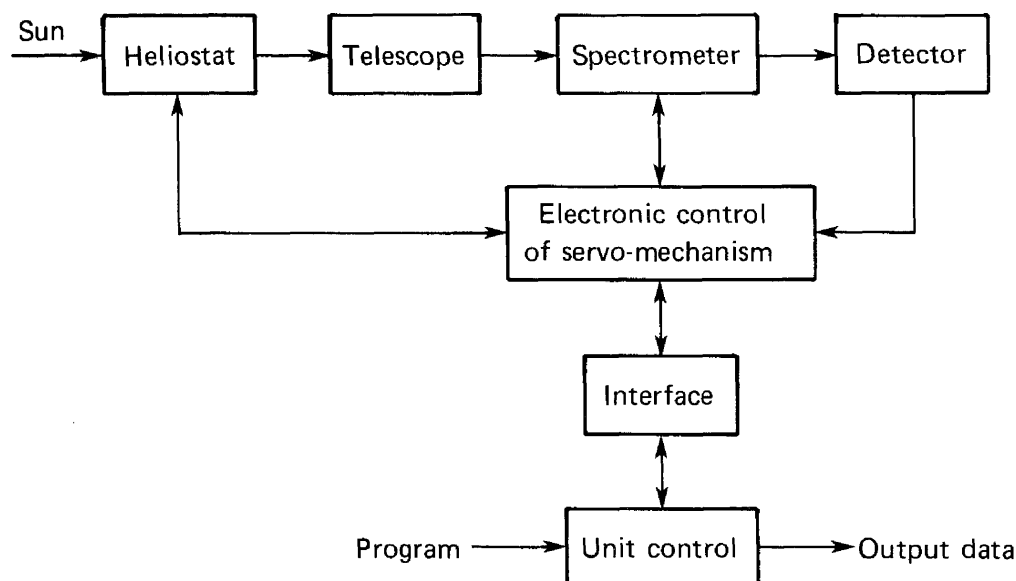 Sun
Heliostat
Telescope
Spectrometer
Detector
Electronic control
of servo-mechanism
Interface
Program
Unit control
Output data